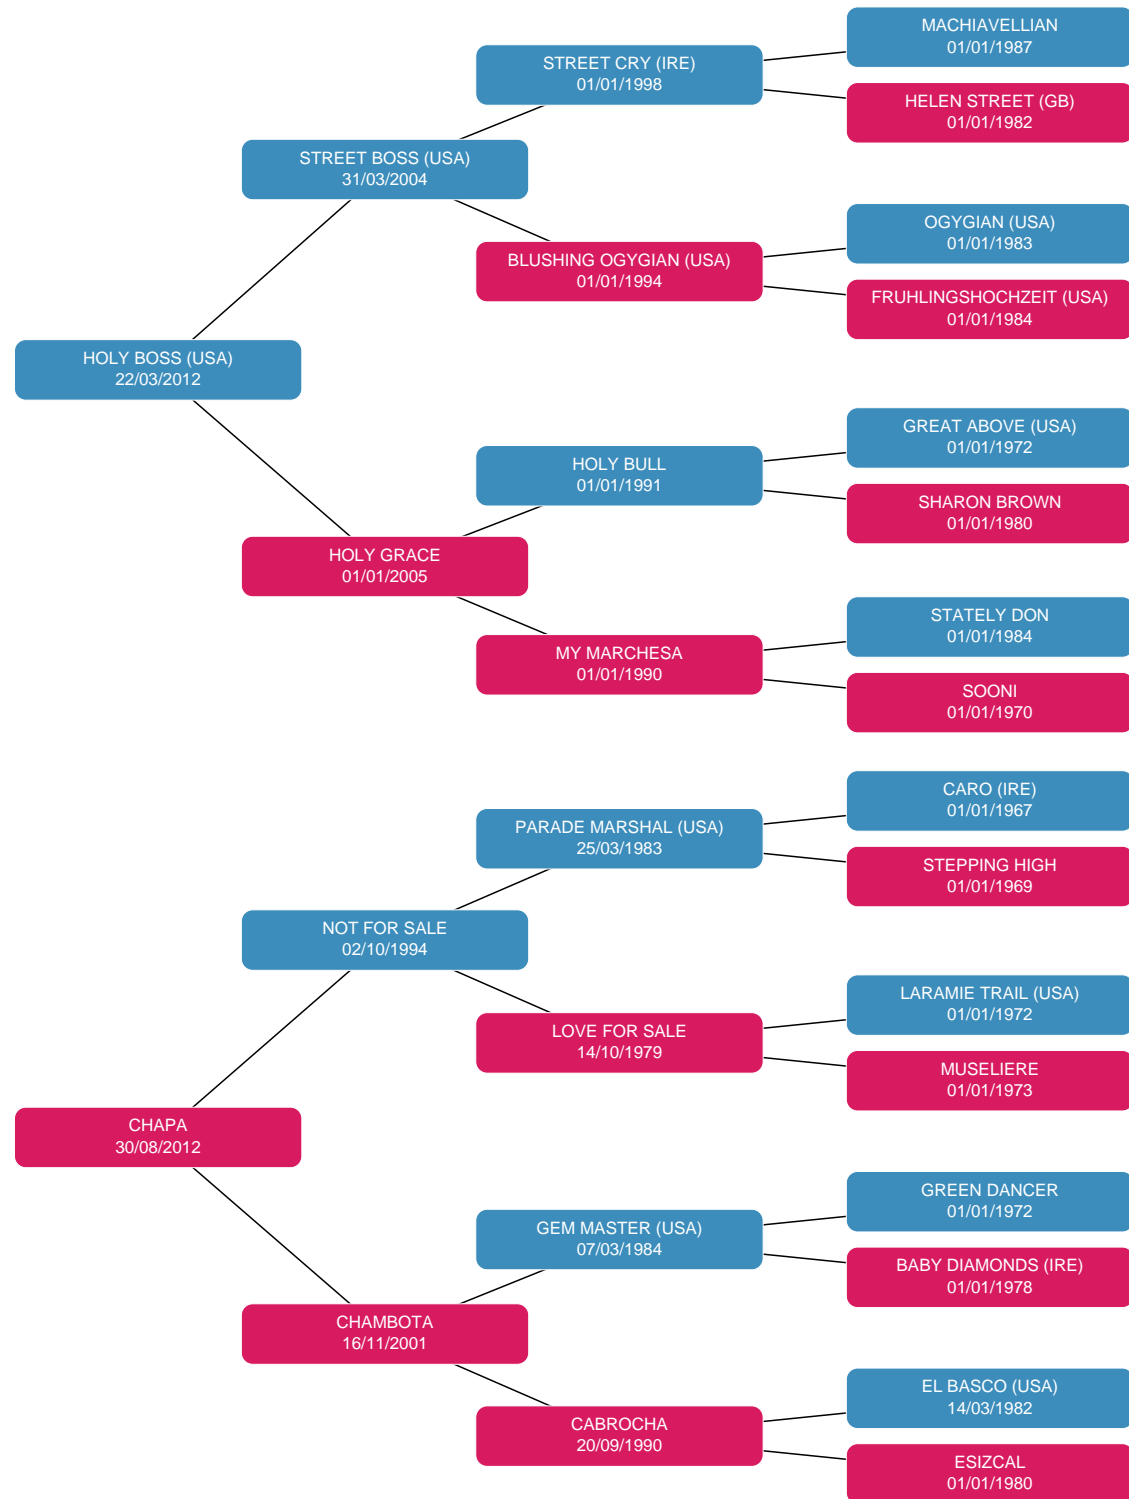 MACHIAVELLIAN
01/01/1987
STREET CRY (IRE)
01/01/1998
HELEN STREET (GB)
01/01/1982
STREET BOSS (USA)
31/03/2004
OGYGIAN (USA)
01/01/1983
BLUSHING OGYGIAN (USA)
01/01/1994
FRUHLINGSHOCHZEIT (USA)
01/01/1984
HOLY BOSS (USA)
22/03/2012
GREAT ABOVE (USA)
01/01/1972
HOLY BULL
01/01/1991
SHARON BROWN
01/01/1980
HOLY GRACE
01/01/2005
STATELY DON
01/01/1984
MY MARCHESA
01/01/1990
SOONI
01/01/1970
CARO (IRE)
01/01/1967
PARADE MARSHAL (USA)
25/03/1983
STEPPING HIGH
01/01/1969
NOT FOR SALE
02/10/1994
LARAMIE TRAIL (USA)
01/01/1972
LOVE FOR SALE
14/10/1979
MUSELIERE
01/01/1973
CHAPA
30/08/2012
GREEN DANCER
01/01/1972
GEM MASTER (USA)
07/03/1984
BABY DIAMONDS (IRE)
01/01/1978
CHAMBOTA
16/11/2001
EL BASCO (USA)
14/03/1982
CABROCHA
20/09/1990
ESIZCAL
01/01/1980